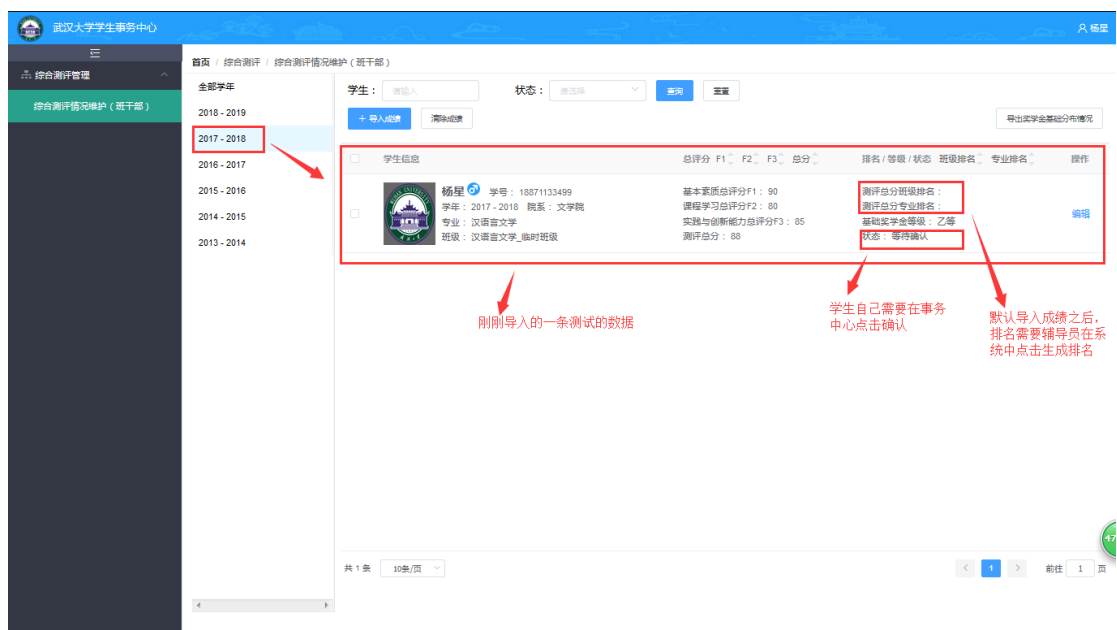 武汉大学学生事务中心
杨星
综合测评管理
综合测评情况维护（班干部）
首页 / 综合测评 / 综合测评情况维护（班干部）
全部学年
2018 - 2019
2017 - 2018
2016 - 2017
2015 - 2016
2014 - 2015
2013 - 2014
学生： 请输入 状态： 请选择 查询 重置
+ 导入成绩 清除成绩 导出奖学金基础分布情况
学生信息 总评分 F1 F2 F3 总分 排名 / 等级 / 状态 班级排名 专业排名 操作
杨星 学号： 18871133499
学年： 2017 - 2018 院系： 文学院
专业： 汉语言文学
班级： 汉语言文学_临时班级
基本素质总评分F1： 90
课程学习总评分F2： 80
实践与创新能力总评分F3： 85
测评总分： 88
测评总分班级排名：
测评总分专业排名：
基础奖学金等级： 乙等
状态： 等待确认
编辑
刚刚导入的一条测试的数据
学生自己需要在事务
中心点击确认
默认导入成绩之后，
排名需要辅导员在系
统中点击生成排名
47
共 1 条 10条/页 1 前往 1 页